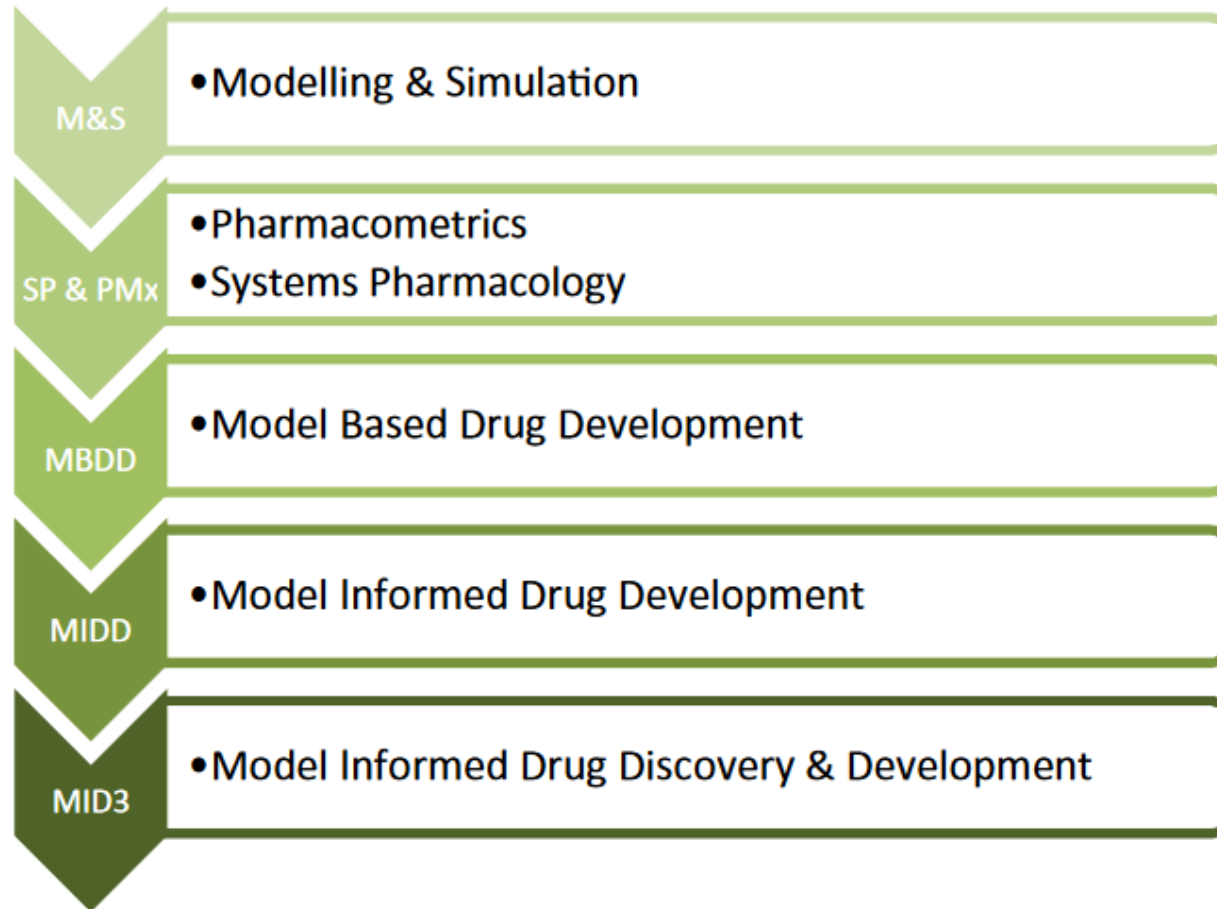 M&S
•Modelling & Simulation
SP & PMx
•Pharmacometrics
•Systems Pharmacology
MBDD
•Model Based Drug Development
MIDD
•Model Informed Drug Development
MID3
•Model Informed Drug Discovery & Development